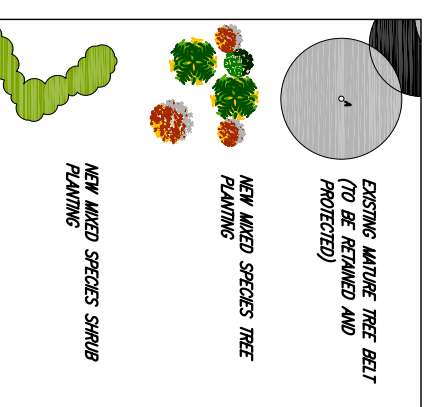 EXISTING MATURE TREE BELT
(TO BE RETAINED AND
PROTECTED)
NEW MIXED SPECIES TREE
PLANTING
NEW MIXED SPECIES SHRUB
PLANTING